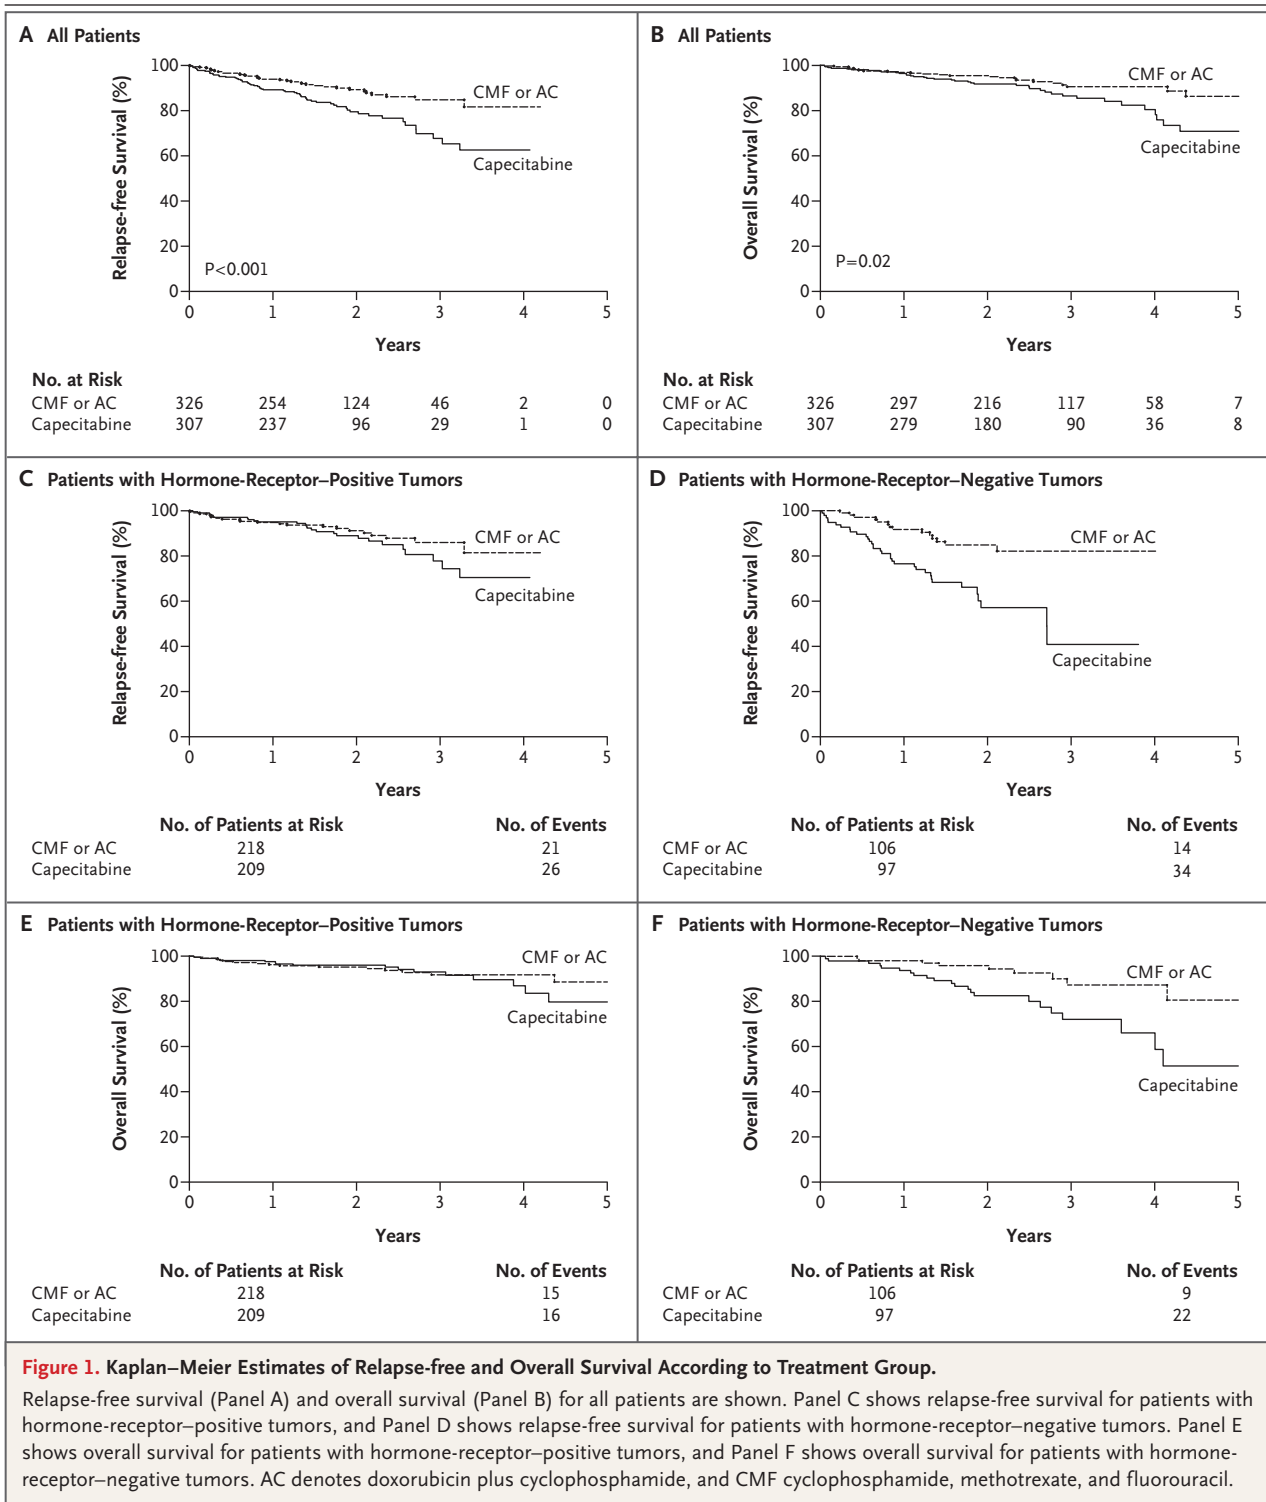 A All Patients
Relapse-free Survival (%)
100
80
60
40
20
0
CMF or AC
Capecitabine
P<0.001
0 1 2 3 4 5
Years
No. at Risk
CMF or AC 326 254 124 46 2 0
Capecitabine 307 237 96 29 1 0
B All Patients
Overall Survival (%)
100
80
60
40
20
0
CMF or AC
Capecitabine
P=0.02
0 1 2 3 4 5
Years
No. at Risk
CMF or AC 326 297 216 117 58 7
Capecitabine 307 279 180 90 36 8
C Patients with Hormone-Receptor–Positive Tumors
Relapse-free Survival (%)
100
80
60
40
20
0
CMF or AC
Capecitabine
0 1 2 3 4 5
Years
No. of Patients at Risk No. of Events
CMF or AC 218 21
Capecitabine 209 26
D Patients with Hormone-Receptor–Negative Tumors
Relapse-free Survival (%)
100
80
60
40
20
0
CMF or AC
Capecitabine
0 1 2 3 4 5
Years
No. of Patients at Risk No. of Events
CMF or AC 106 14
Capecitabine 97 34
E Patients with Hormone-Receptor–Positive Tumors
Overall Survival (%)
100
80
60
40
20
0
CMF or AC
Capecitabine
0 1 2 3 4 5
Years
No. of Patients at Risk No. of Events
CMF or AC 218 15
Capecitabine 209 16
F Patients with Hormone-Receptor–Negative Tumors
Overall Survival (%)
100
80
60
40
20
0
CMF or AC
Capecitabine
0 1 2 3 4 5
Years
No. of Patients at Risk No. of Events
CMF or AC 106 9
Capecitabine 97 22
Figure 1. Kaplan–Meier Estimates of Relapse-free and Overall Survival According to Treatment Group.
Relapse-free survival (Panel A) and overall survival (Panel B) for all patients are shown. Panel C shows relapse-free survival for patients with
hormone-receptor–positive tumors, and Panel D shows relapse-free survival for patients with hormone-receptor–negative tumors. Panel E
shows overall survival for patients with hormone-receptor–positive tumors, and Panel F shows overall survival for patients with hormone-
receptor–negative tumors. AC denotes doxorubicin plus cyclophosphamide, and CMF cyclophosphamide, methotrexate, and fluorouracil.